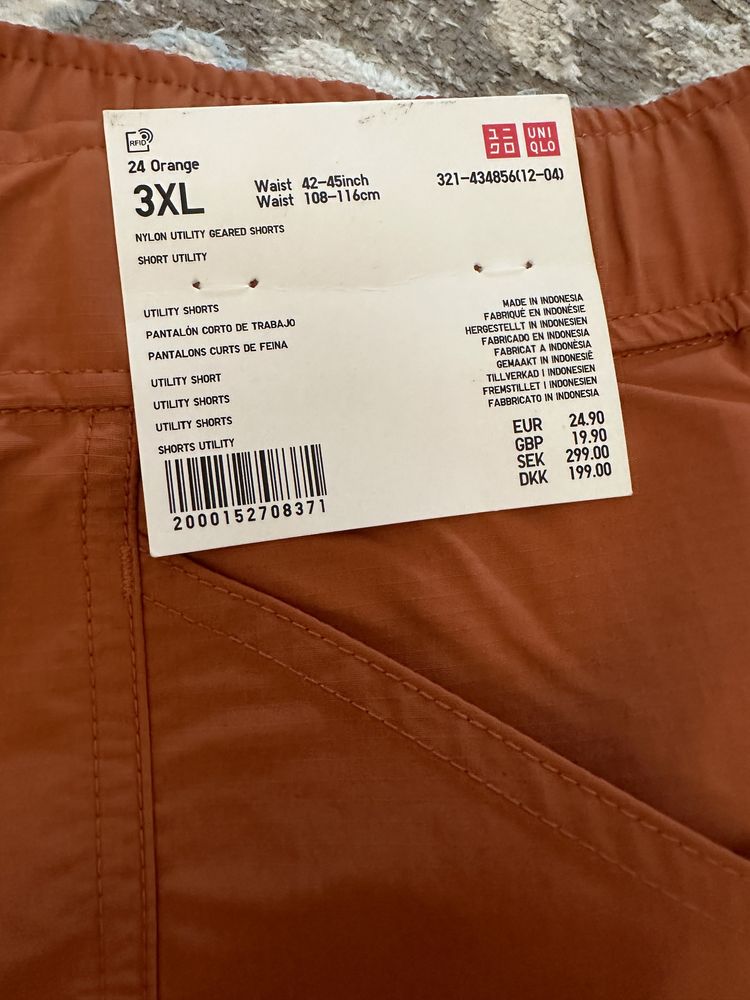 RFID
ユニ
クロ
UNI
QLO
24 Orange
3XL
Waist 42-45inch
Waist 108-116cm
321-434856(12-04)
NYLON UTILITY GEARED SHORTS
SHORT UTILITY
UTILITY SHORTS
PANTALÓN CORTO DE TRABAJO
PANTALONS CURTS DE FEINA
UTILITY SHORT
UTILITY SHORTS
UTILITY SHORTS
SHORTS UTILITY
MADE IN INDONESIA
FABRIQUÉ EN INDONÉSIE
HERGESTELLT IN INDONESIEN
FABRICADO EN INDONESIA
FABRICAT A INDONÈSIA
GEMAAKT IN INDONESIË
TILLVERKAD I INDONESIEN
FREMSTILLET I INDONESIEN
FABBRICATO IN INDONESIA
EUR 24.90
GBP 19.90
SEK 299.00
DKK 199.00
2000152708371